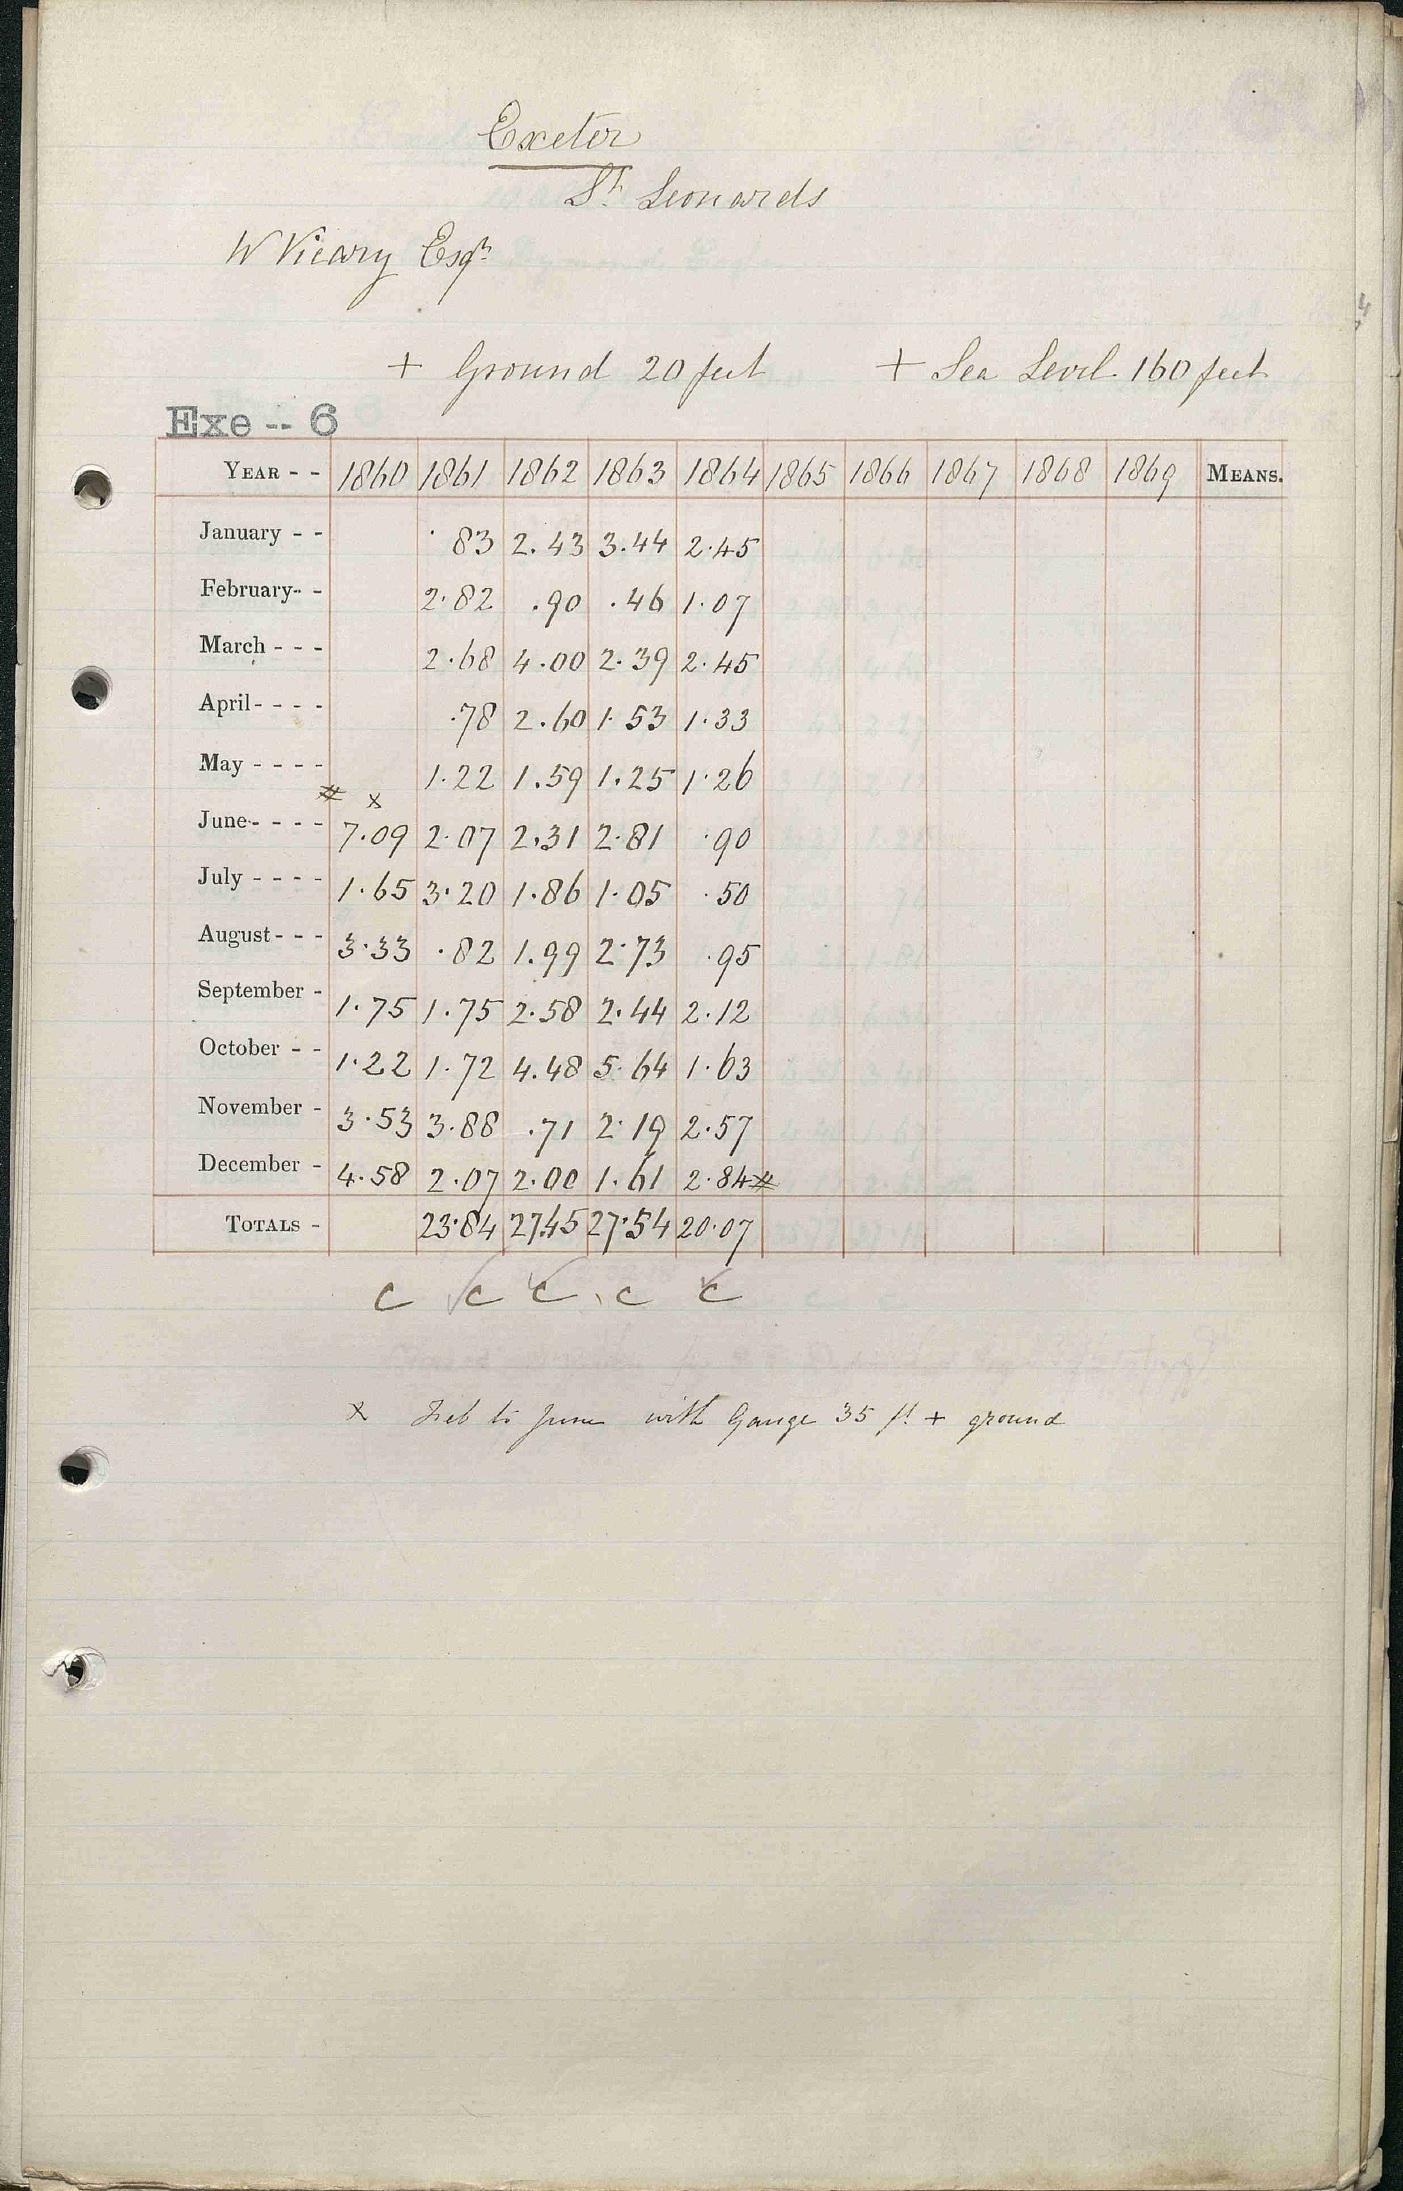 Exeter
St. Leonards
W Vicary Esqr.
+ Ground 20 feet + Sea Level. 160 feet
Exe -- 6
YEAR - - 1860 1861 1862 1863 1864 1865 1866 1867 1868 1869 MEANS.
January - - .83 2.43 3.44 2.45
February- - 2.82 .90 .46 1.07
March - - - 2.68 4.00 2.39 2.45
April - - - - .78 2.60 1.53 1.33
May - - - - 1.22 1.59 1.25 1.26
# x
June - - - - 7.09 2.07 2.31 2.81 .90
July - - - - 1.65 3.20 1.86 1.05 .50
August - - - 3.33 .82 1.99 2.73 .95
September - 1.75 1.75 2.58 2.44 2.12
October - - 1.22 1.72 4.48 5.64 1.63
November - 3.53 3.88 .71 2.19 2.57
December - 4.58 2.07 2.00 1.61 2.84#
TOTALS - 23.84 27.45 27.54 20.07
C C C C C
x Feb to June with Gauge 35 ft + ground